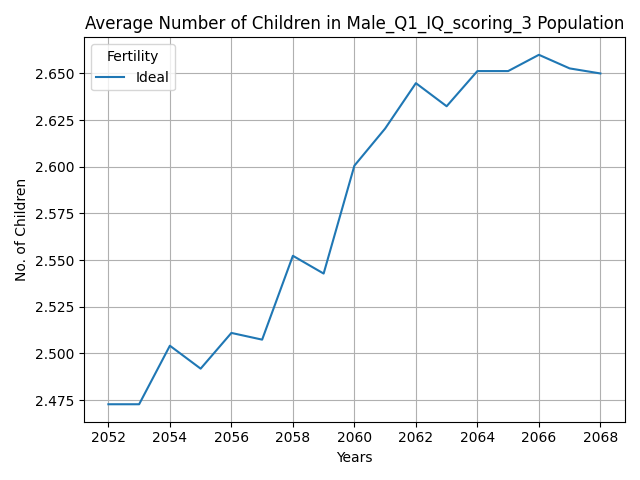 Average Number of Children in Male_Q1_IQ_scoring_3 Population
Fertility
Ideal
No. of Children
2.650
2.625
2.600
2.575
2.550
2.525
2.500
2.475
2052 2054 2056 2058 2060 2062 2064 2066 2068
Years